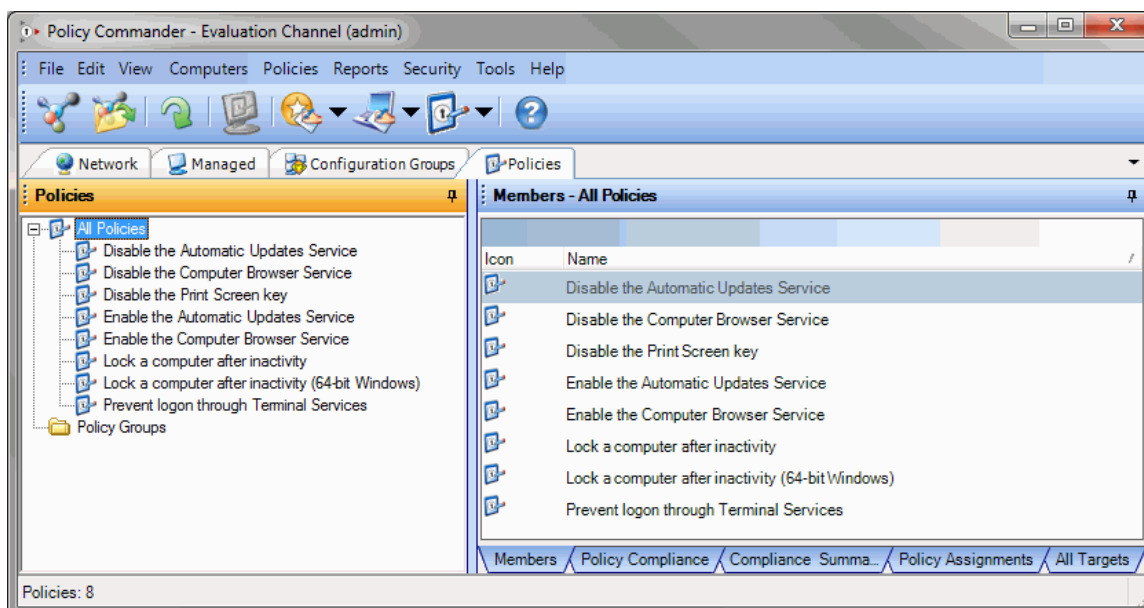 Policy Commander - Evaluation Channel (admin)
File Edit View Computers Policies Reports Security Tools Help
Network Managed Configuration Groups Policies
Policies
All Policies
Disable the Automatic Updates Service
Disable the Computer Browser Service
Disable the Print Screen key
Enable the Automatic Updates Service
Enable the Computer Browser Service
Lock a computer after inactivity
Lock a computer after inactivity (64-bit Windows)
Prevent logon through Terminal Services
Policy Groups
Members - All Policies
Icon Name
Disable the Automatic Updates Service
Disable the Computer Browser Service
Disable the Print Screen key
Enable the Automatic Updates Service
Enable the Computer Browser Service
Lock a computer after inactivity
Lock a computer after inactivity (64-bit Windows)
Prevent logon through Terminal Services
Members Policy Compliance Compliance Summa... Policy Assignments All Targets
Policies: 8